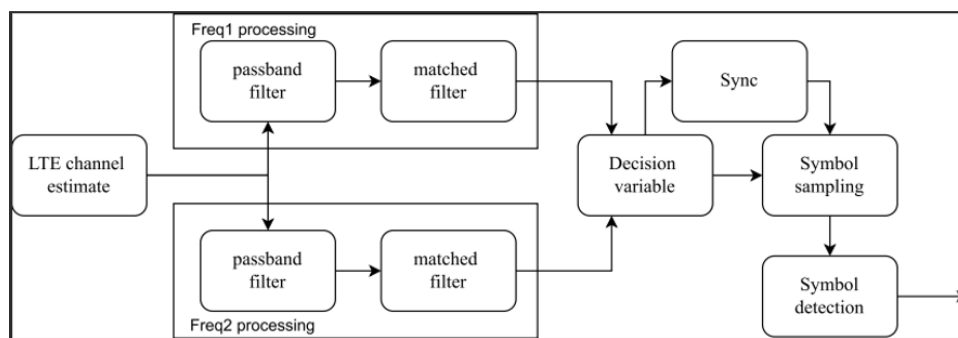 Freq1 processing
passband
filter
matched
filter
Sync
LTE channel
estimate
Decision
variable
Symbol
sampling
passband
filter
matched
filter
Symbol
detection
Freq2 processing